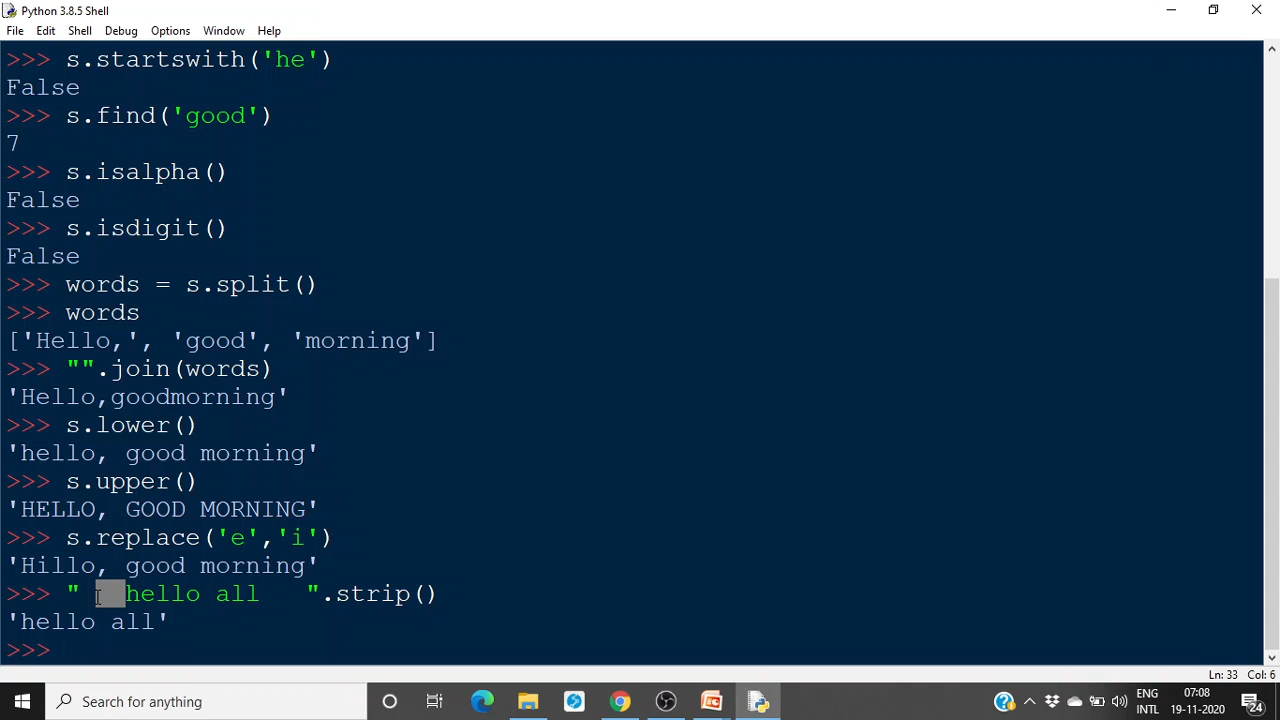 Python 3.8.5 Shell
File Edit Shell Debug Options Window Help
>>> s.startswith('he')
False
>>> s.find('good')
7
>>> s.isalpha()
False
>>> s.isdigit()
False
>>> words = s.split()
>>> words
['Hello,', 'good', 'morning']
>>> "".join(words)
'Hello,goodmorning'
>>> s.lower()
'hello, good morning'
>>> s.upper()
'HELLO, GOOD MORNING'
>>> s.replace('e','i')
'Hillo, good morning'
>>> "   hello all   ".strip()
'hello all'
>>>
Ln: 33 Col: 6
Search for anything
ENG
INTL
07:08
19-11-2020
24